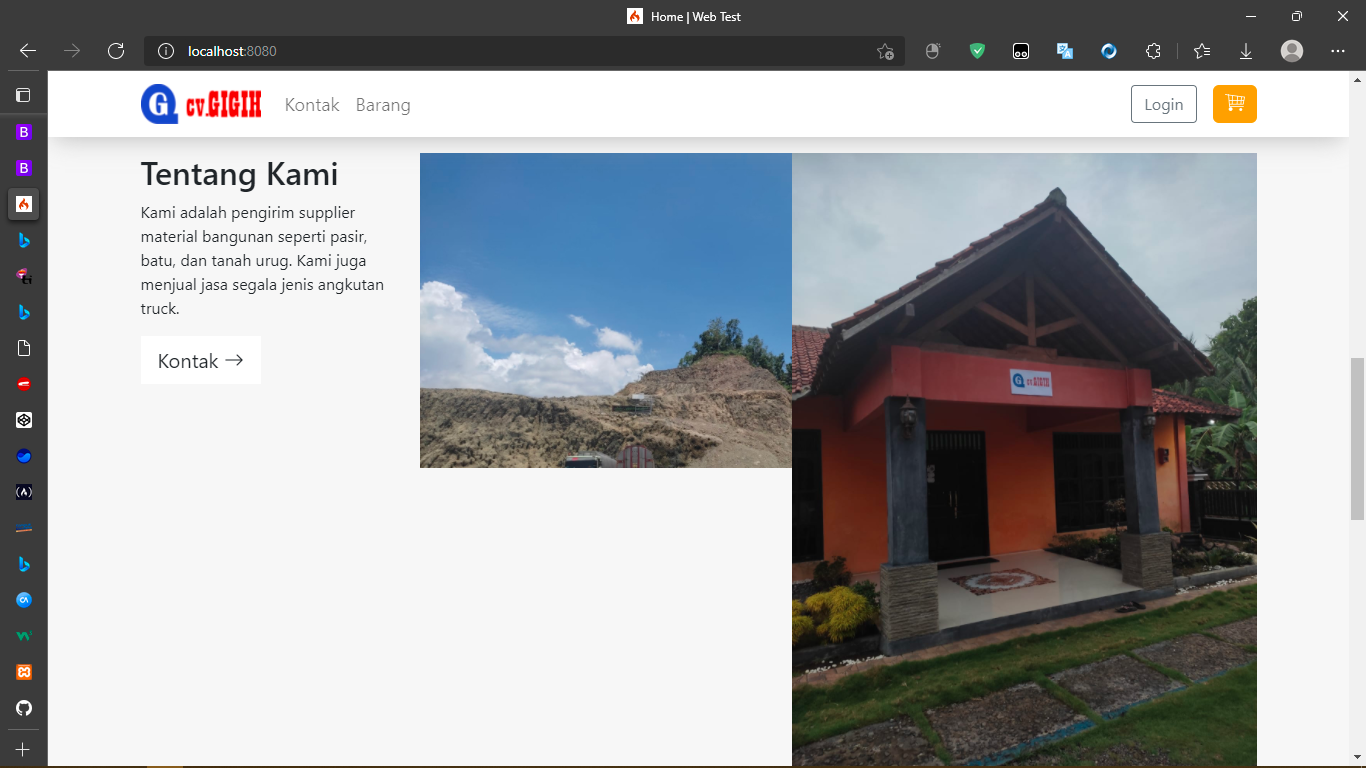 Home | Web Test
localhost:8080
G CV.GIGIH
Kontak
Barang
Login
Tentang Kami
Kami adalah pengirim supplier
material bangunan seperti pasir,
batu, dan tanah urug. Kami juga
menjual jasa segala jenis angkutan
truck.
Kontak →
G CV.GIGIH